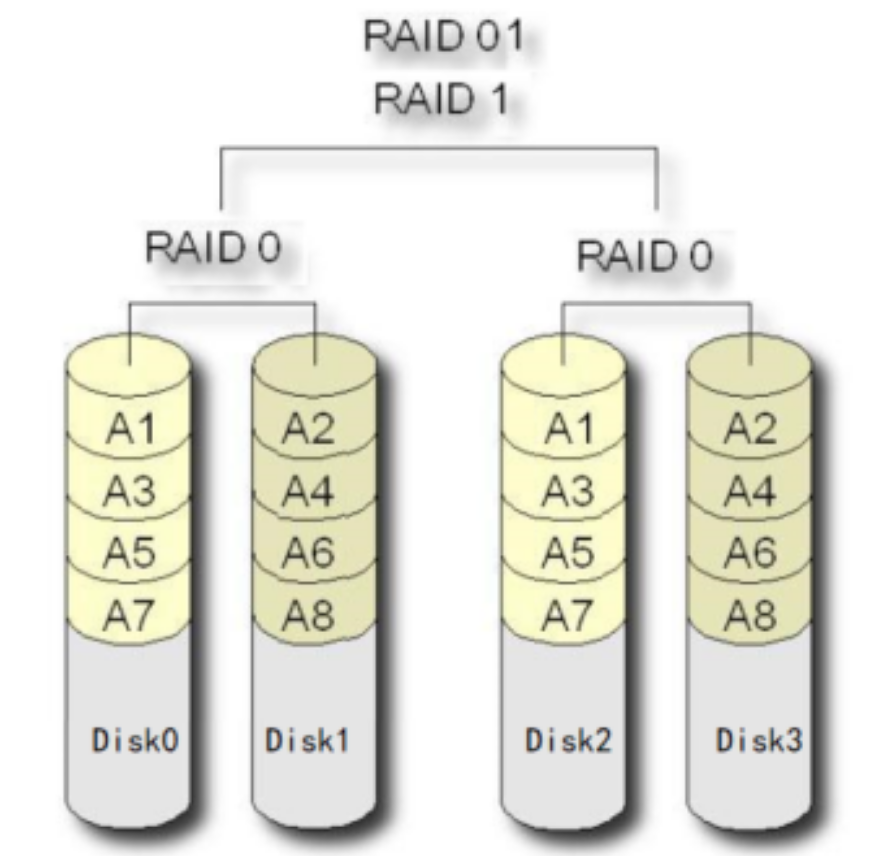 RAID 01
RAID 1
RAID 0
RAID 0
A1 A2 A1 A2
A3 A4 A3 A4
A5 A6 A5 A6
A7 A8 A7 A8
Disk0 Disk1 Disk2 Disk3